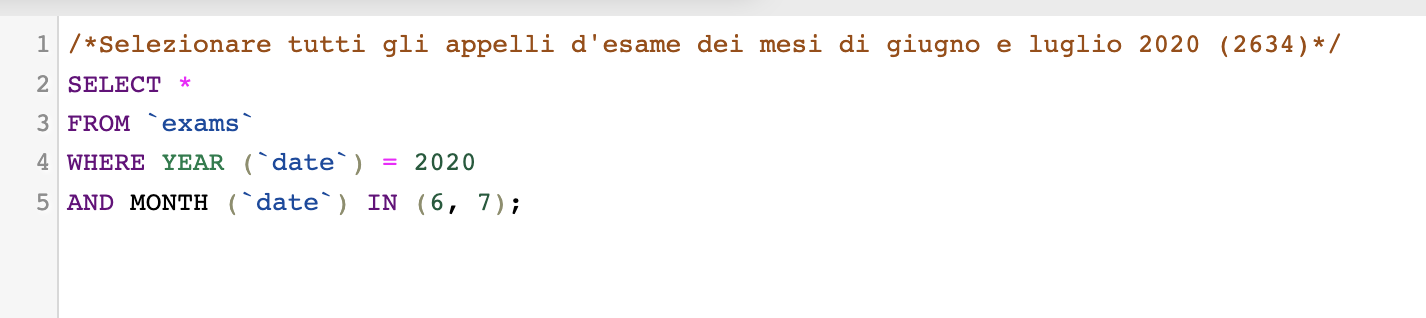 1 /*Selezionare tutti gli appelli d'esame dei mesi di giugno e luglio 2020 (2634)*/
2 SELECT *
3 FROM `exams`
4 WHERE YEAR (`date`) = 2020
5 AND MONTH (`date`) IN (6, 7);